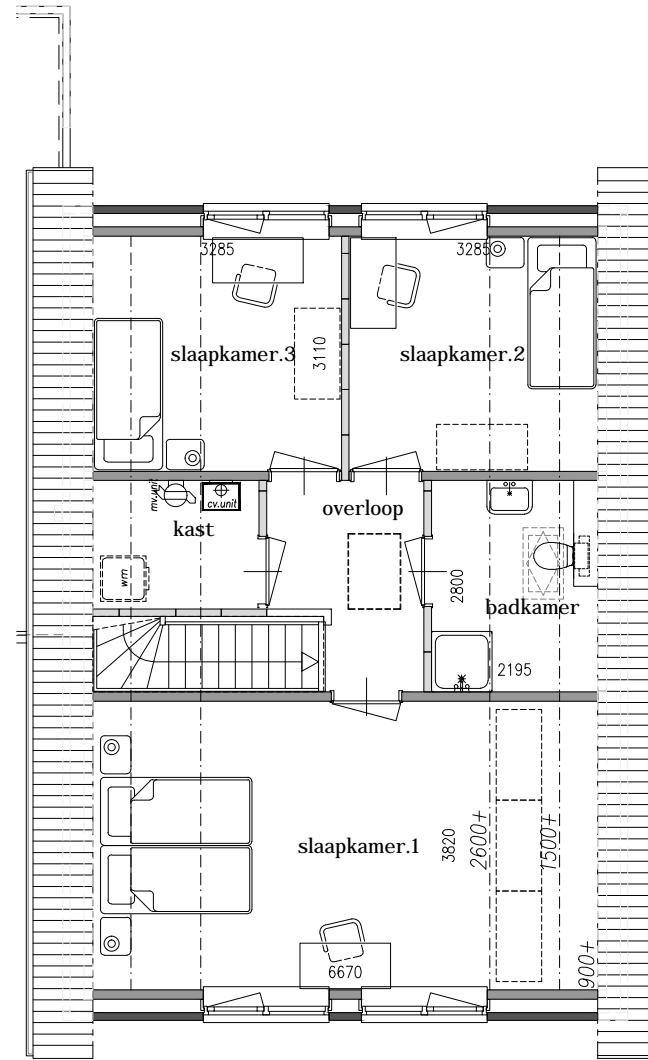 3285
3285
slaapkamer.3
3110
slaapkamer.2
mv.unit
cv.unit
kast
overloop
wm
2800
badkamer
2195
slaapkamer.1
3820
2600+
1500+
900+
6670